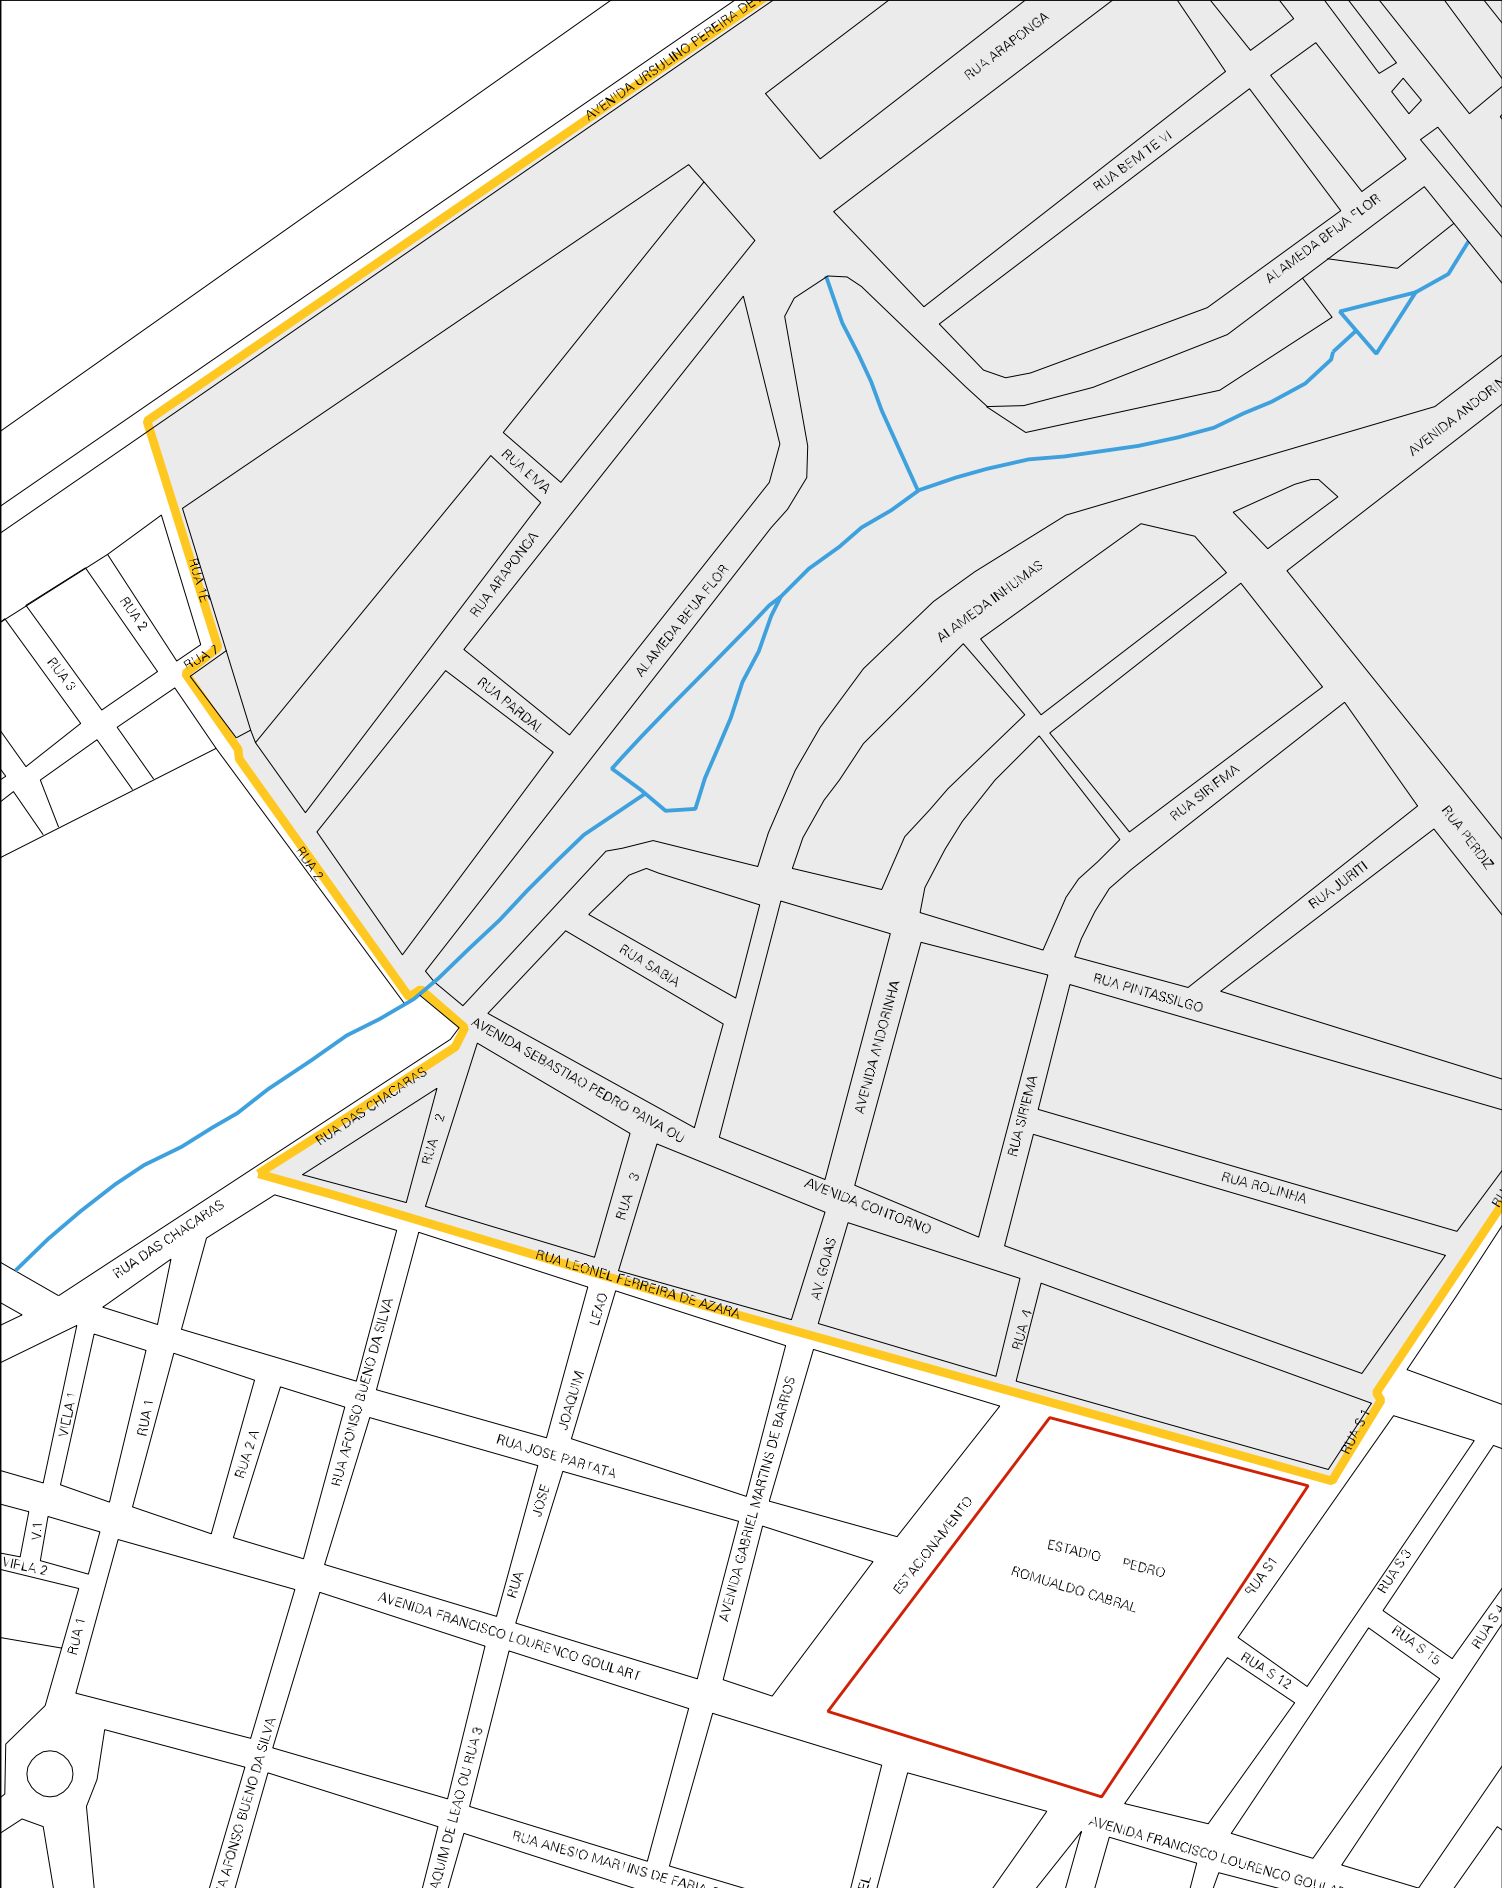 AVENIDA URSULINO PEREIRA DE
RUA ARAPONGA
RUA BEM TE VI
ALAMEDA BEIJA FLOR
AVENIDA ANDORIN
RUA EMA
RUA ARAPONGA
RUA 1E
RUA 2
RUA 7
RUA 3
ALAMEDA BEIJA FLOR
ALAMEDA INHUMAS
RUA PARDAL
RUA SIRIEMA
RUA PERDIZ
RUA 2
RUA JURITI
RUA SABIA
RUA PINTASSILGO
AVENIDA ANDORINHA
AVENIDA SEBASTIAO PEDRO PAIVA OU
RUA DAS CHACARAS
RUA 2
RUA SIRIEMA
RUA 3
RUA ROLINHA
AVENIDA CONTORNO
RUA DAS CHACARAS
AV. GOIAS
RUA LEONEL FERREIRA DE AZARA
RUA 4
LEAO
JOAQUIM
JOSE
RUA
RUA AFONSO BUENO DA SILVA
VIELA 1
RUA 1
RUA 2 A
RUA S 1
RUA JOSE PARTATA
AVENIDA GABRIEL MARTINS DE BARROS
ESTACIONAMENTO
ESTADIO PEDRO
ROMUALDO CABRAL
V.1
VIELA 2
RUA S1
RUA S 3
RUA S 15
RUA S 12
AVENIDA FRANCISCO LOURENCO GOULART
RUA 1
A AFONSO BUENO DA SILVA
AQUIM DE LEAO OU RUA 3
RUA ANESIO MARTINS DE FARIA
AVENIDA FRANCISCO LOURENCO GOULA
EL